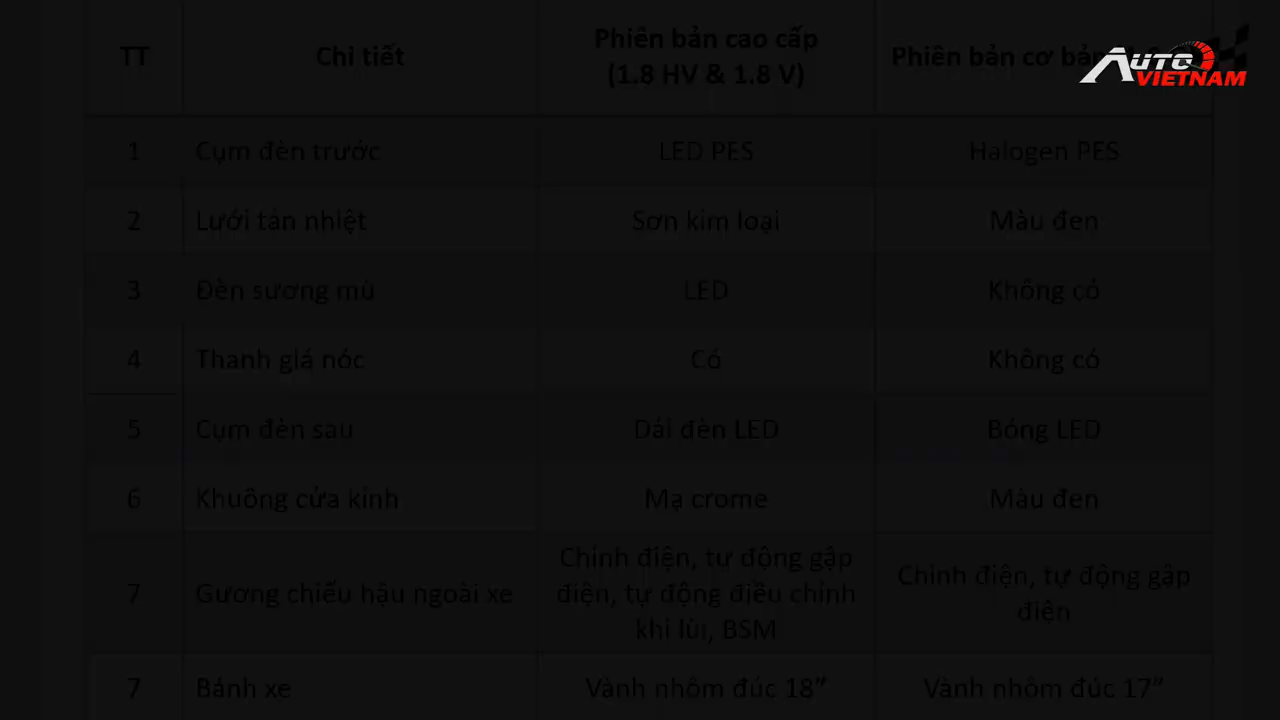 TT
Chi tiết
Phiên bản cao cấp
(1.8 HV & 1.8 V)
Phiên bản cơ bản
AUTO
VIETNAM
1
Cụm đèn trước
LED PES
Halogen PES
2
Lưới tản nhiệt
Sơn kim loại
Màu đen
3
Đèn sương mù
LED
Không có
4
Thanh giá nóc
Có
Không có
5
Cụm đèn sau
Dải đèn LED
Bóng LED
6
Khuông cửa kính
Mạ crome
Màu đen
7
Gương chiếu hậu ngoài xe
Chỉnh điện, tư động gập
điện, tự động điều chỉnh
khi lùi, BSM
Chỉnh điện, tự động gập
điện
7
Bánh xe
Vành nhôm đúc 18”
Vành nhôm đúc 17”